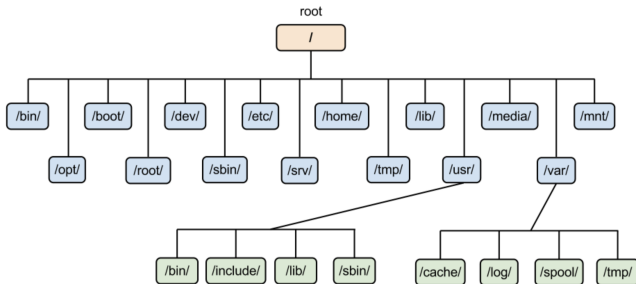 root
/
/bin/ /boot/ /dev/ /etc/ /home/ /lib/ /media/ /mnt/
/opt/ /root/ /sbin/ /srv/ /tmp/ /usr/ /var/
/bin/ /include/ /lib/ /sbin/ /cache/ /log/ /spool/ /tmp/